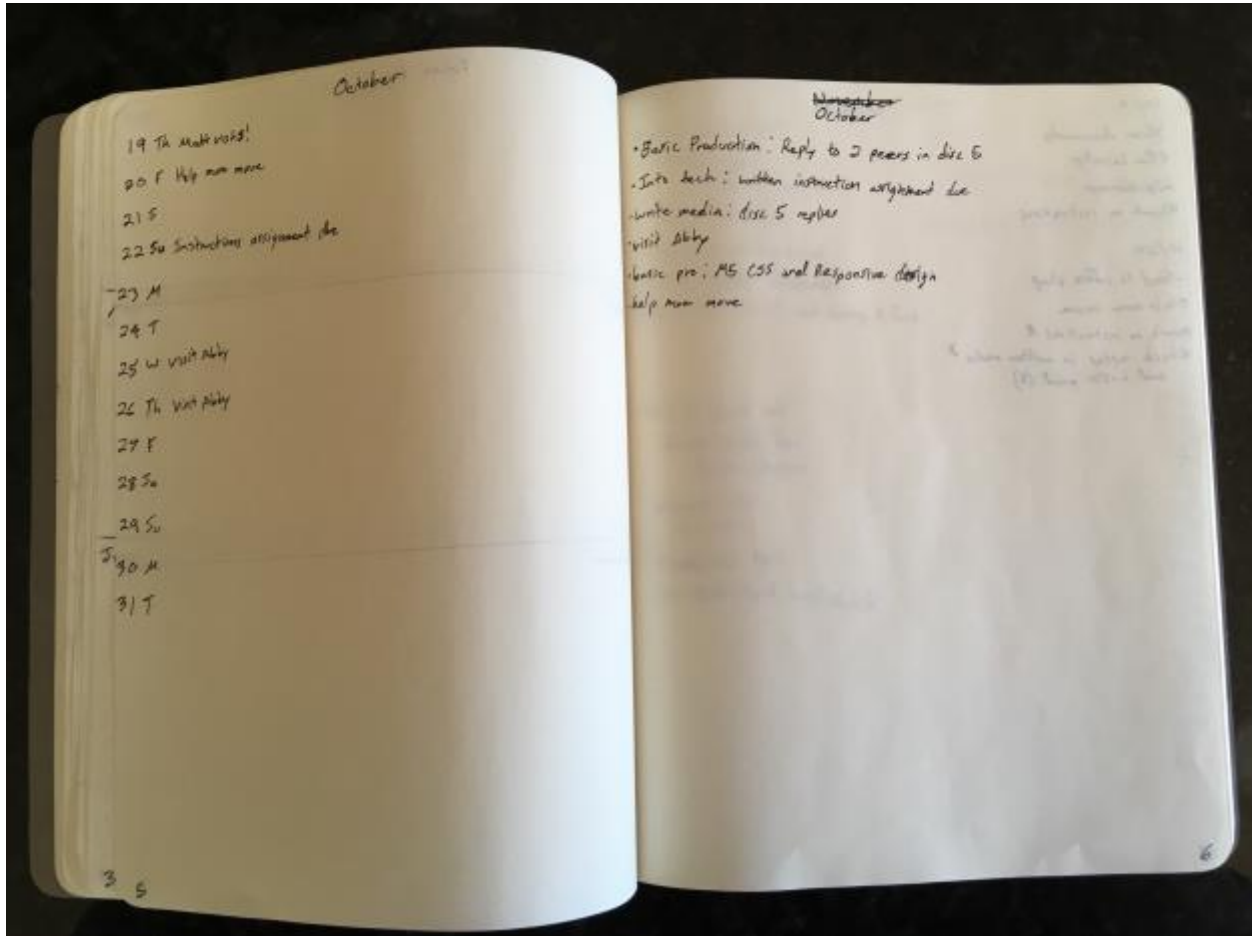 October
19 Th Matt visits!
20 F Help mom move
21 S
22 Su Instructions assignment due
23 M
24 T
25 W visit Abby
26 Th Visit Abby
27 F
28 Sa
29 Su
30 M
31 T
3
5
November
October
· Basic Production: Reply to 2 peers in disc 5
· Into tech: written instruction assignment due
· write media: disc 5 replies
· visit Abby
· basic pro: M5 CSS and Responsive design
· help mom move
6